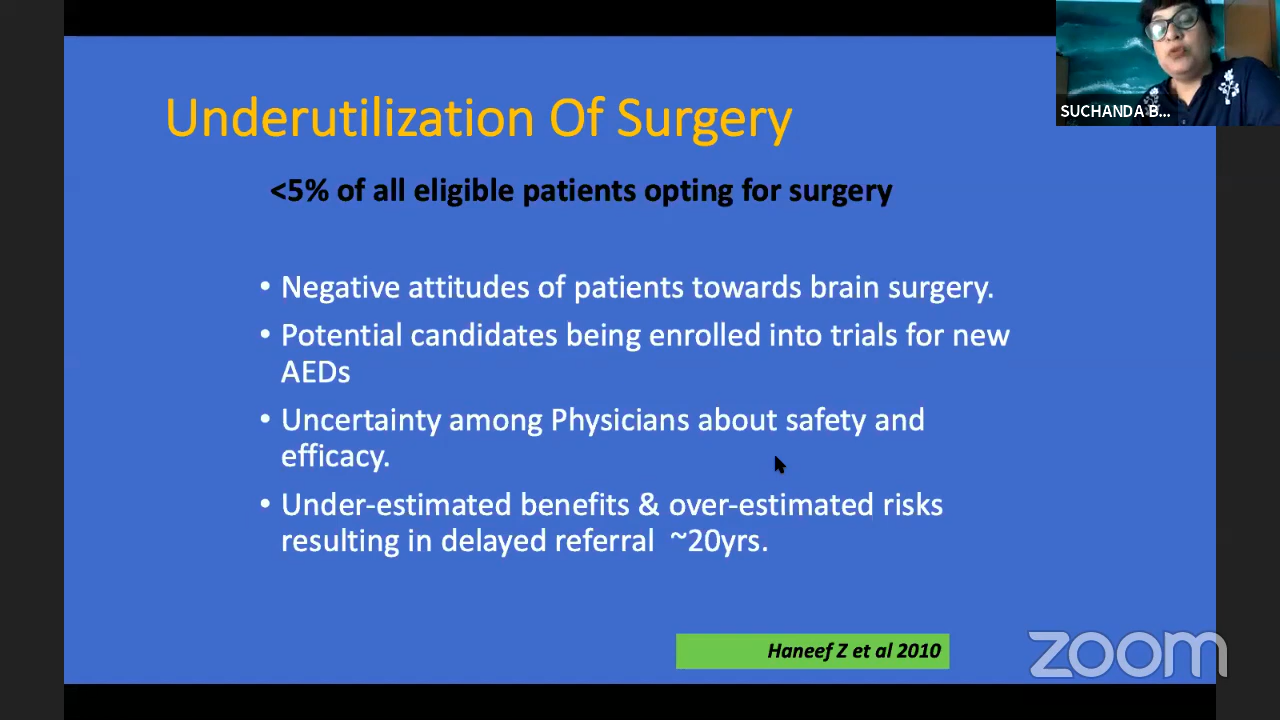 Underutilization Of Surgery
SUCHANDA B...
<5% of all eligible patients opting for surgery
• Negative attitudes of patients towards brain surgery.
• Potential candidates being enrolled into trials for new
AEDs
• Uncertainty among Physicians about safety and
efficacy.
• Under-estimated benefits & over-estimated risks
resulting in delayed referral ~20yrs.
Haneef Z et al 2010
zoom